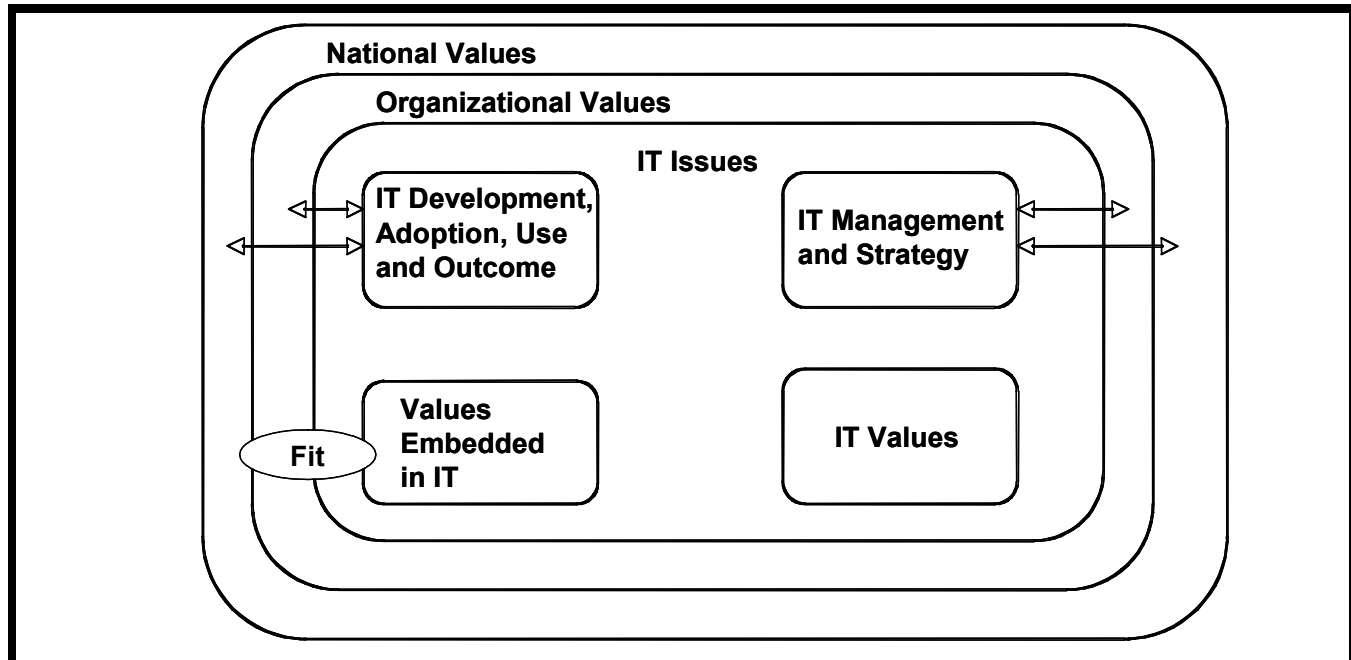 National Values
Organizational Values
IT Issues
IT Development,
Adoption, Use
and Outcome
IT Management
and Strategy
Values
Embedded
in IT
Fit
IT Values